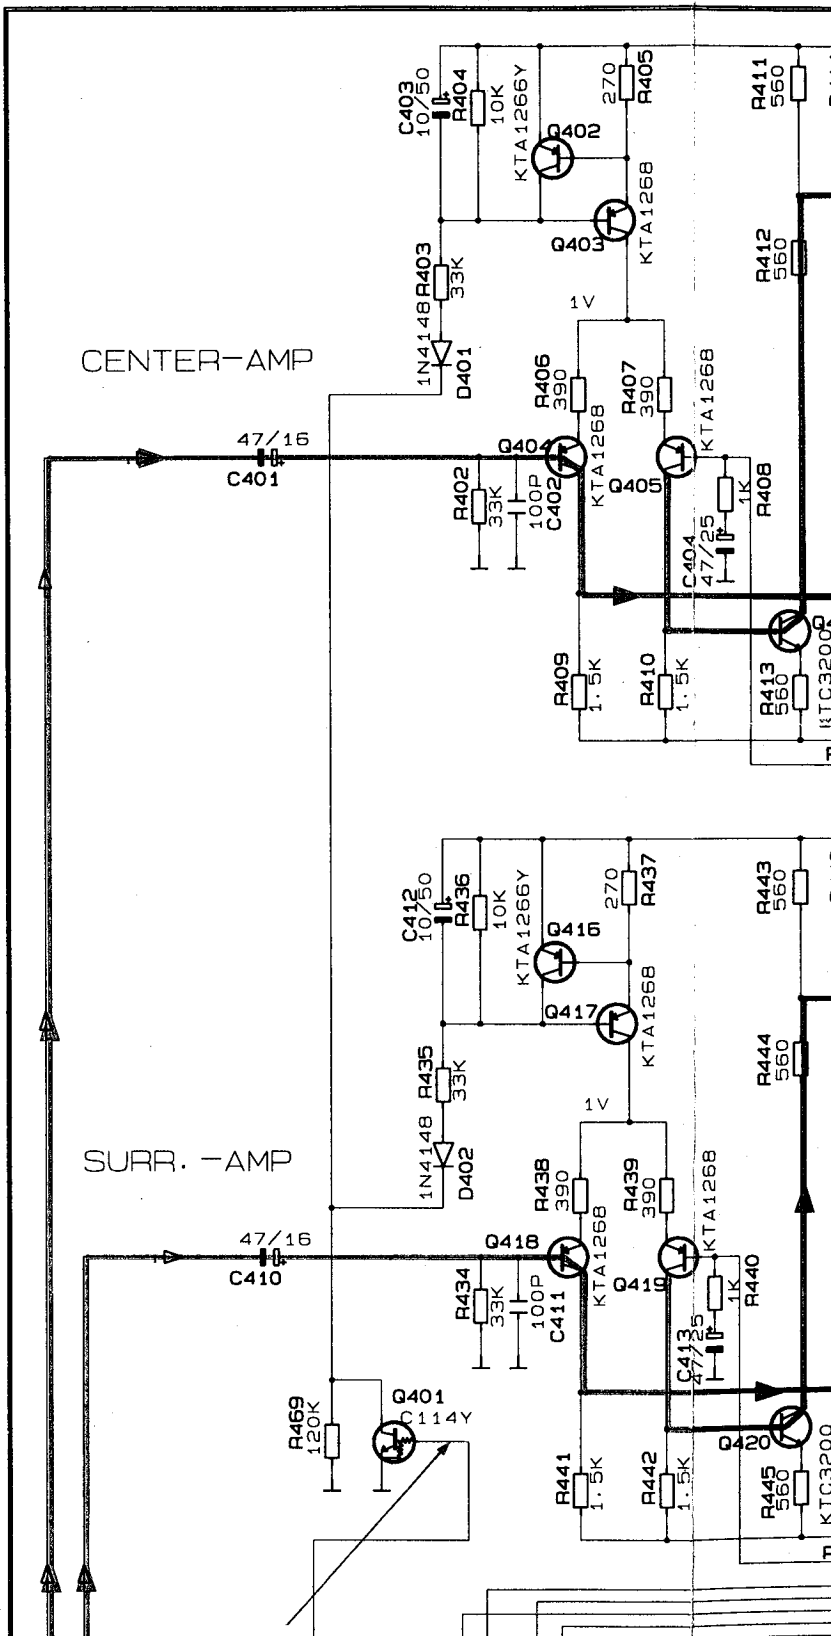 C403
10/50
R404
10K
KTA1266Y
Q402
270
R405
R411
560
Q403
KTA1268
R412
560
R403
33K
1N4148
D401
1V
CENTER-AMP
R406
390
R407
390
KTA1268
47/16
C401
Q404
KTA1268
Q405
R402
33K
100P
C402
R408
1K
C404
47/25
R409
1.5K
R410
1.5K
R413
560
KTC3200
C412
10/50
R436
10K
KTA1266Y
Q416
270
R437
R443
560
Q417
KTA1268
R444
560
R435
33K
1N4148
D402
1V
SURR.-AMP
R438
390
R439
390
KTA1268
47/16
C410
Q418
KTA1268
Q419
R434
33K
100P
C411
R440
1K
C413
47/25
R469
120K
Q401
C114Y
Q420
R441
1.5K
R442
1.5K
R445
560
KTC3200